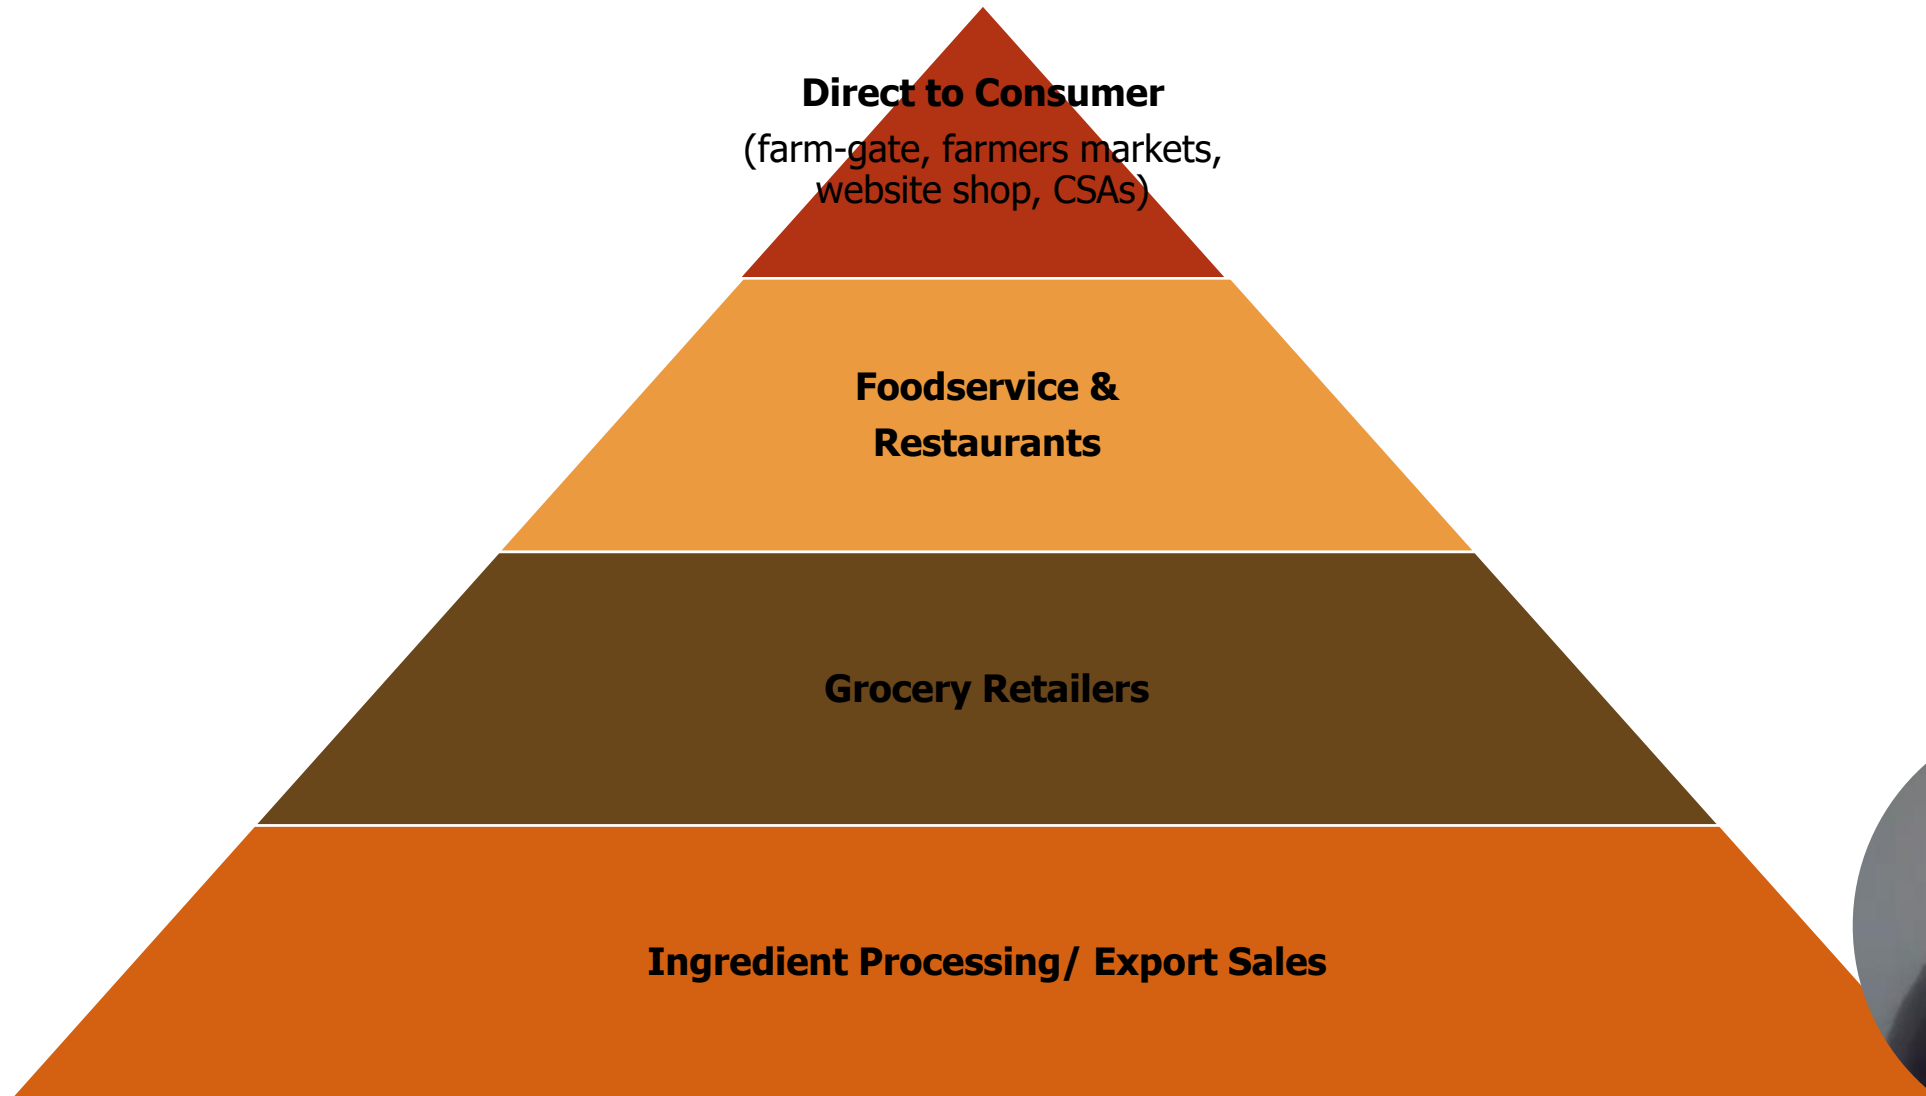 Direct to Consumer
(farm-gate, farmers markets,
website shop, CSAs)
Foodservice &
Restaurants
Grocery Retailers
Ingredient Processing/ Export Sales